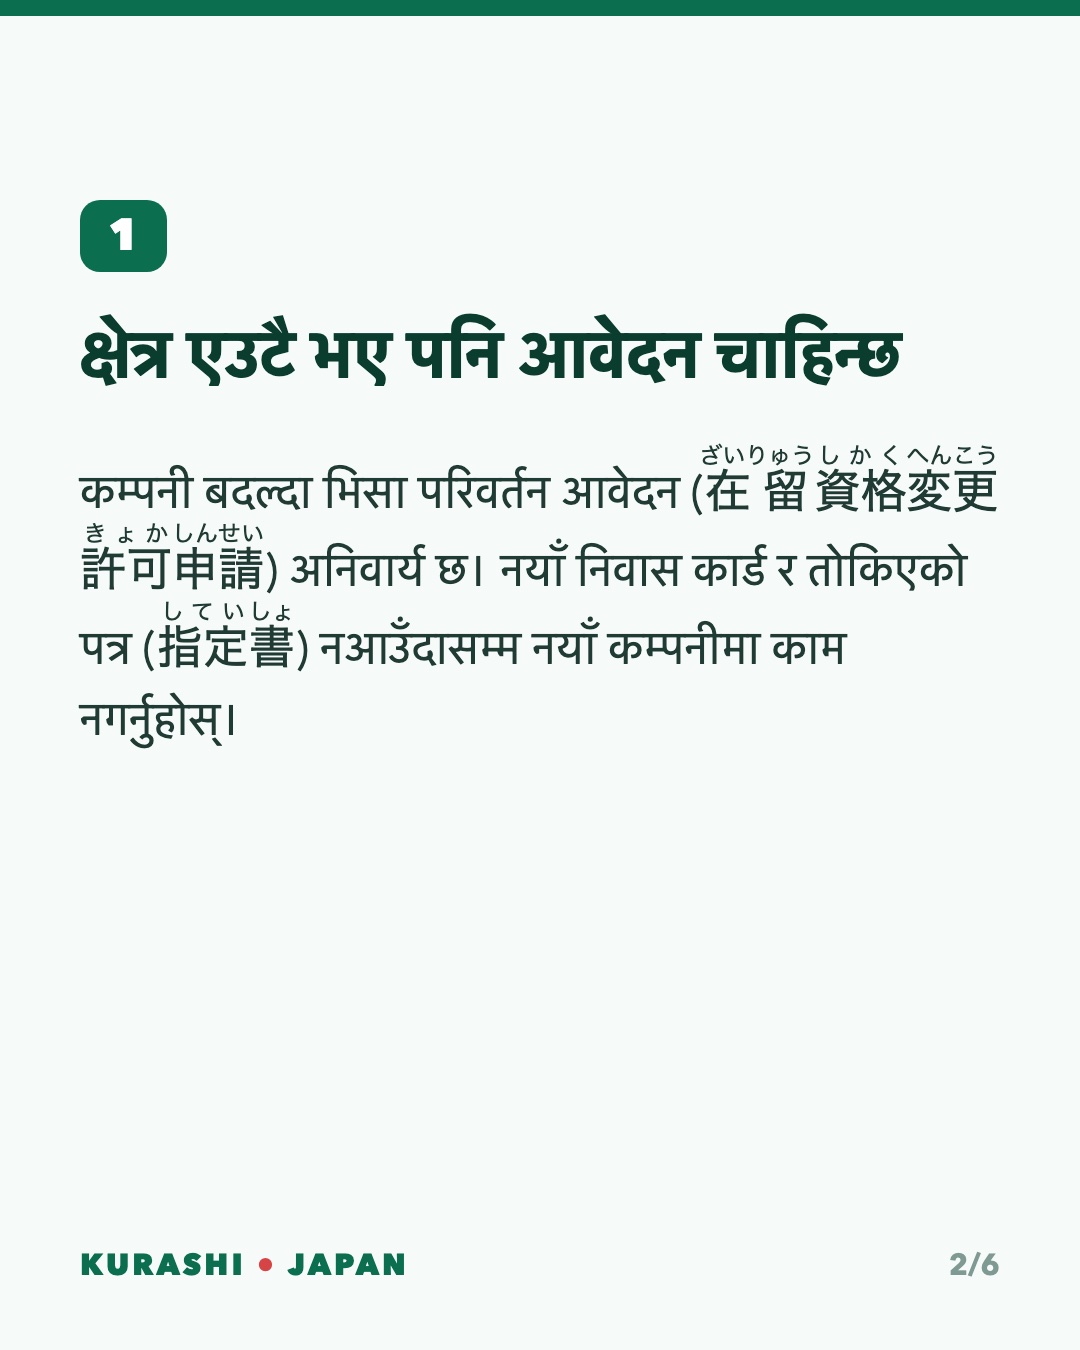 1
क्षेत्र एउटै भए पनि आवेदन चाहिन्छ
ざいりゅうしかくへんこう
कम्पनी बदल्दा भिसा परिवर्तन आवेदन (在留資格変更
きょかしんせい
許可申請) अनिवार्य छ। नयाँ निवास कार्ड र तोकिएको
していしょ
पत्र (指定書) नआउँदासम्म नयाँ कम्पनीमा काम
नगर्नुहोस्।
KURASHI • JAPAN
2/6